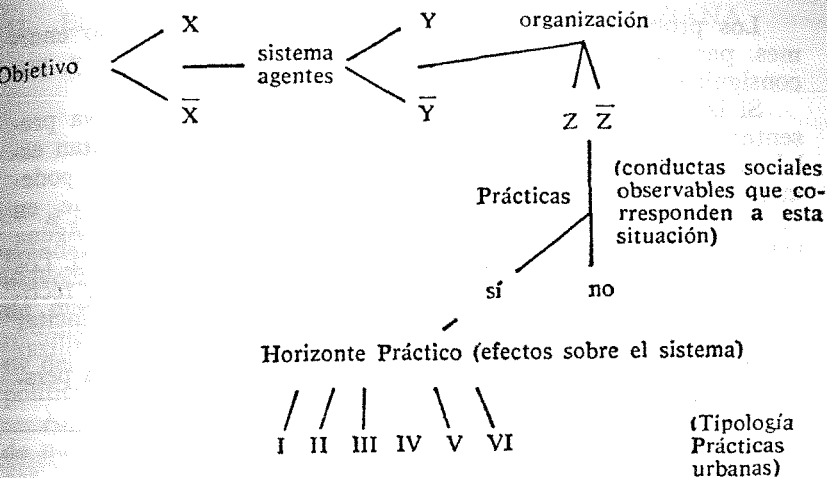 X
Y
organización
Objetivo
sistema
agentes
X̅
Y̅
Z Z̅
Prácticas
(conductas sociales
observables que co-
rresponden a esta
situación)
sí
no
Horizonte Práctico (efectos sobre el sistema)
I II III IV V VI
(Tipología
Prácticas
urbanas)